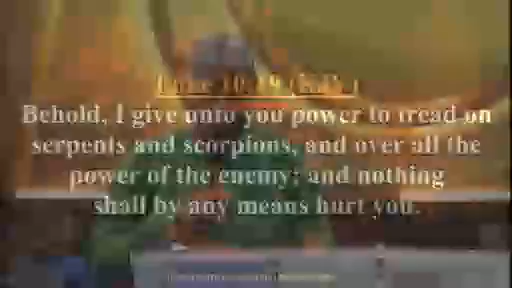 Luke 10:19 (KJV)
Behold, I give unto you power to tread on
serpents and scorpions, and over all the
power of the enemy; and nothing
shall by any means hurt you.